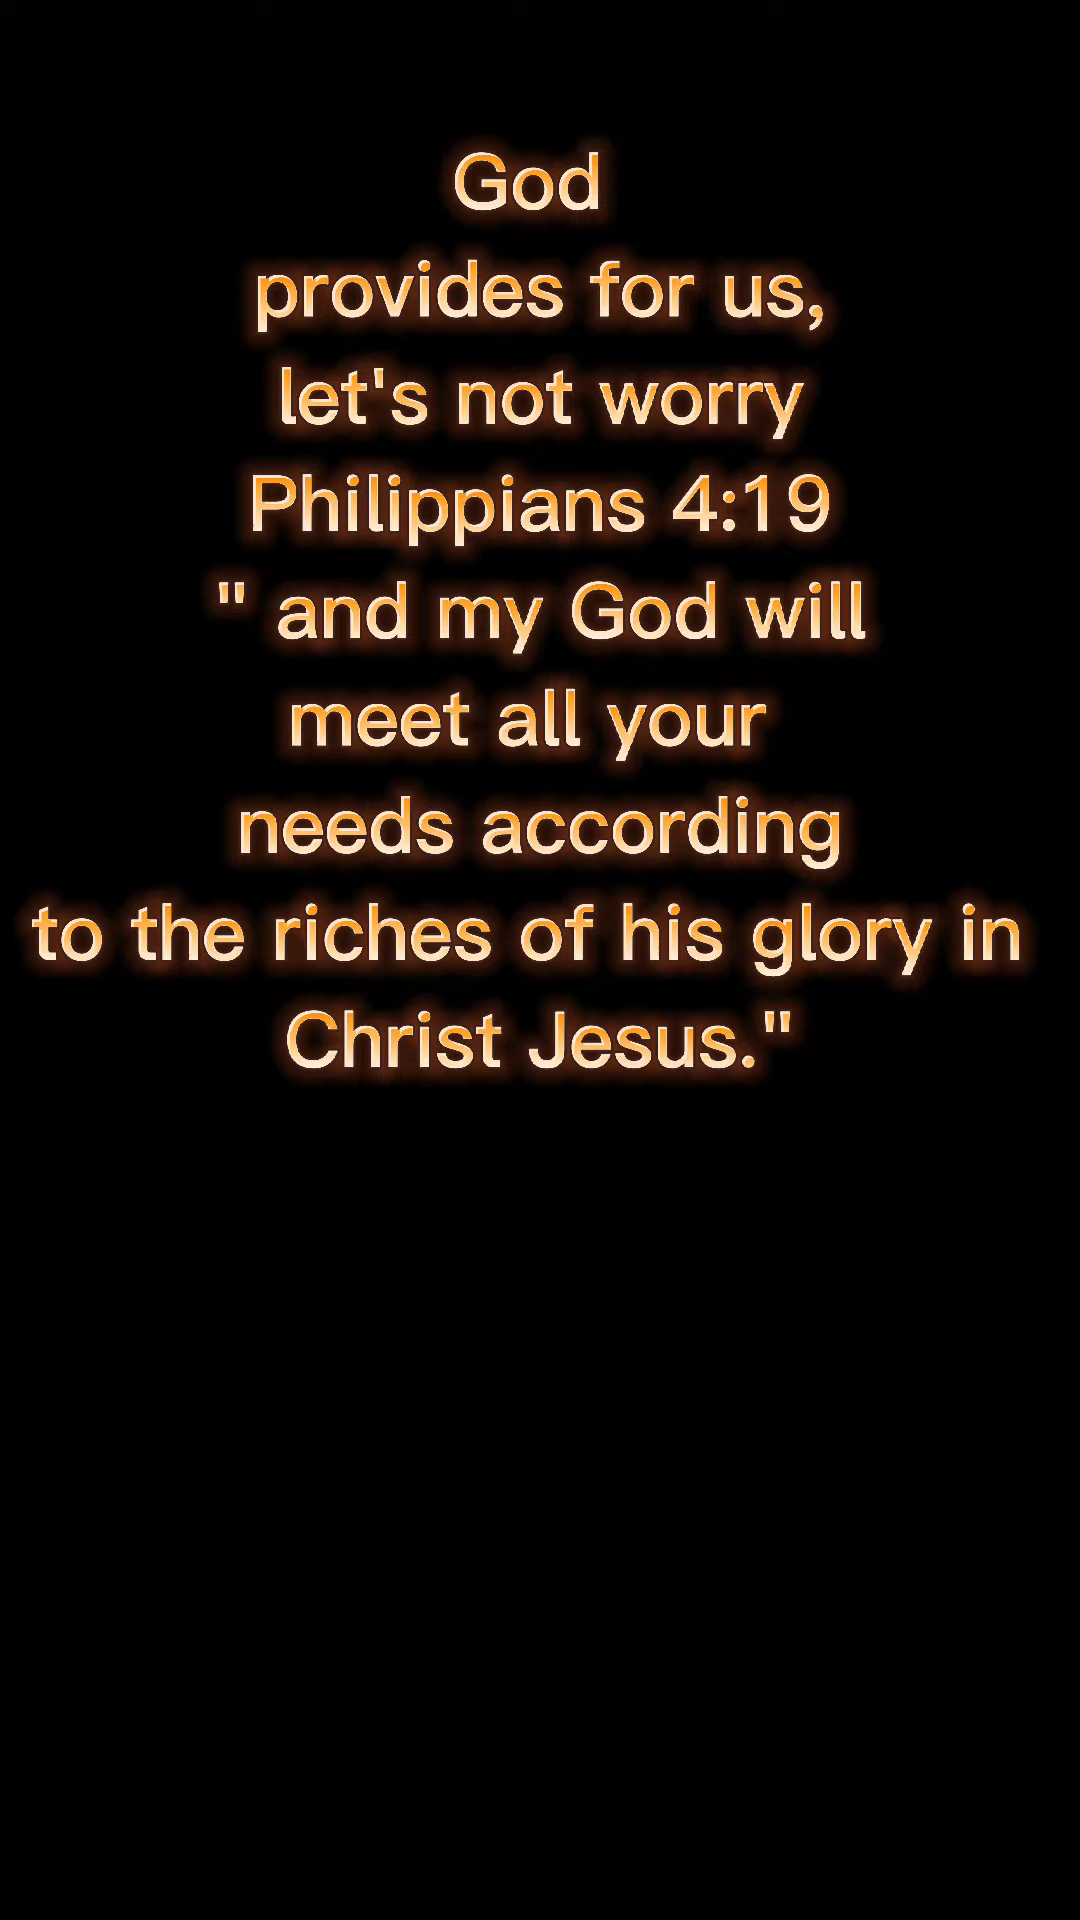 God
provides for us,
let's not worry
Philippians 4:19
" and my God will
meet all your
needs according
to the riches of his glory in
Christ Jesus."